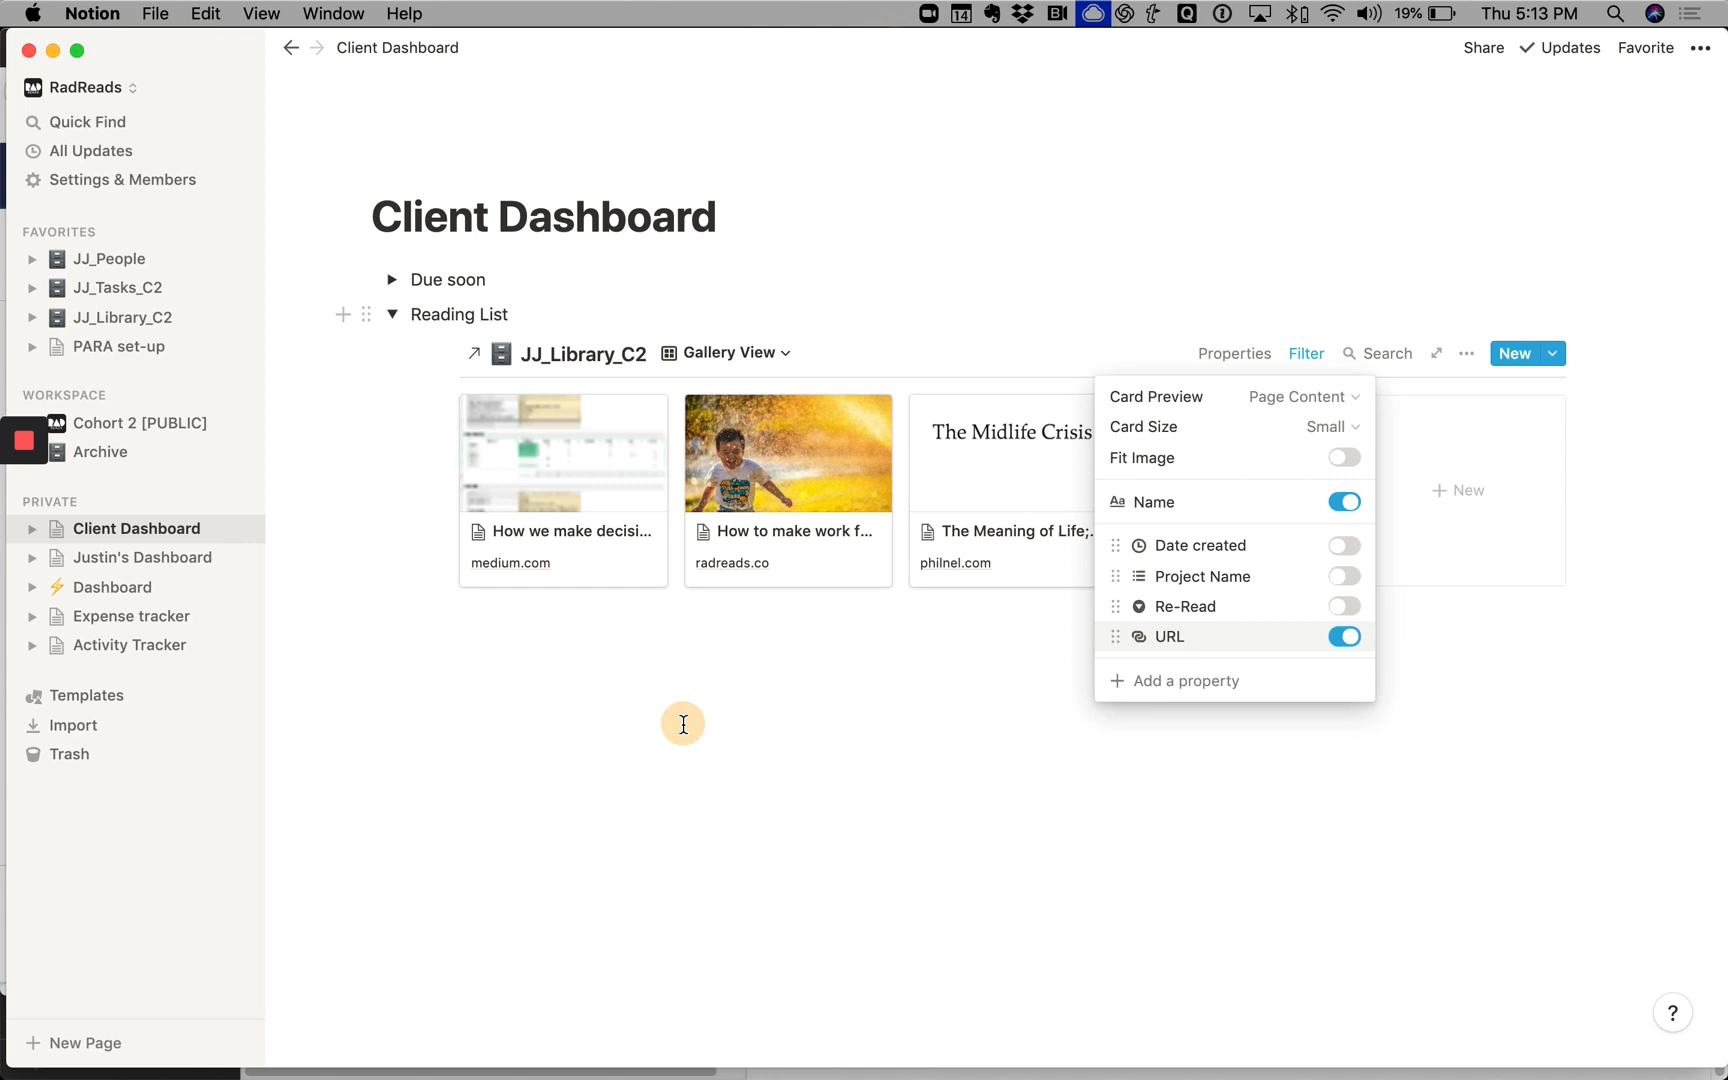 Notion File Edit View Window Help
14 19% Thu 5:13 PM
Client Dashboard
Share Updates Favorite
RadReads
Quick Find
All Updates
Settings & Members
FAVORITES
JJ_People
JJ_Tasks_C2
JJ_Library_C2
PARA set-up
WORKSPACE
Cohort 2 [PUBLIC]
Archive
PRIVATE
Client Dashboard
Justin's Dashboard
Dashboard
Expense tracker
Activity Tracker
Templates
Import
Trash
New Page
Client Dashboard
Due soon
Reading List
JJ_Library_C2 Gallery View
Properties Filter Search New
How we make decisi...
medium.com
How to make work f...
radreads.co
The Midlife Crisis
The Meaning of Life;.
philnel.com
Card Preview Page Content
Card Size Small
Fit Image
Aa Name
Date created
Project Name
Re-Read
URL
Add a property
New
?